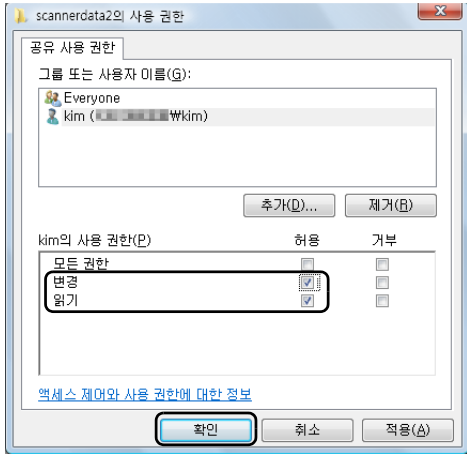 scannerdata2의 사용 권한
공유 사용 권한
그룹 또는 사용자 이름(G):
Everyone
kim (₩kim)
추가(D)... 제거(R)
kim의 사용 권한(P) 허용 거부
모든 권한
변경
읽기
액세스 제어와 사용 권한에 대한 정보
확인 취소 적용(A)